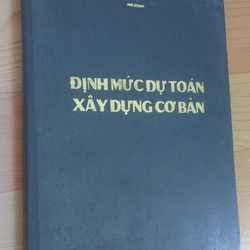 ĐỊNH MỨC DỰ TOÁN
XÂY DỰNG CƠ BẢN